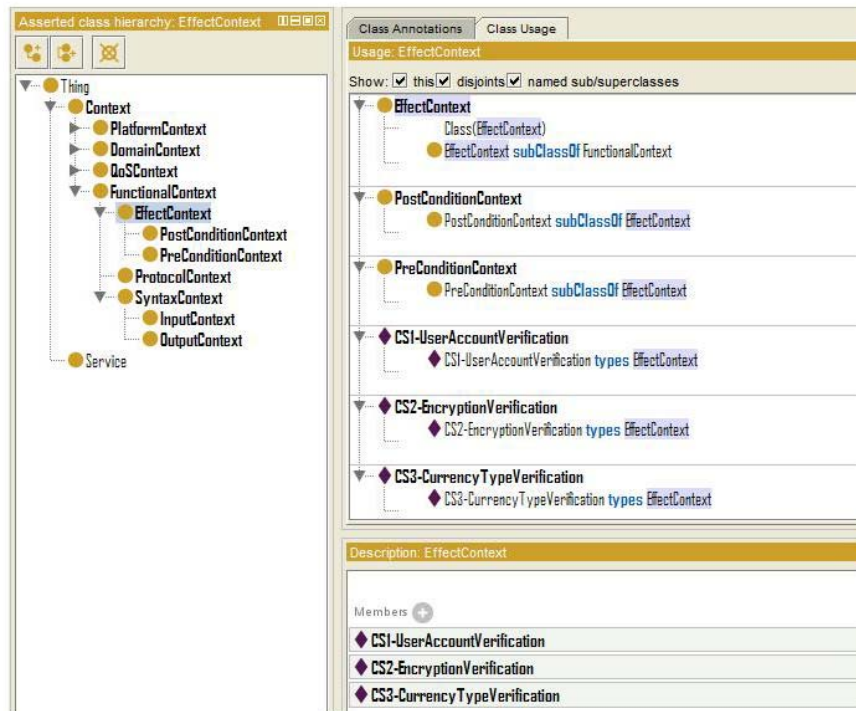 Asserted class hierarchy: EffectContext
Thing
Context
PlatformContext
DomainContext
QoSContext
FunctionalContext
EffectContext
PostConditionContext
PreConditionContext
ProtocolContext
SyntaxContext
InputContext
OutputContext
Service
Class Annotations
Class Usage
Usage: EffectContext
Show: this disjoints named sub/superclasses
EffectContext
Class(EffectContext)
EffectContext subClassOf FunctionalContext
PostConditionContext
PostConditionContext subClassOf EffectContext
PreConditionContext
PreConditionContext subClassOf EffectContext
CS1-UserAccountVerification
CS1-UserAccountVerification types EffectContext
CS2-EncryptionVerification
CS2-EncryptionVerification types EffectContext
CS3-CurrencyTypeVerification
CS3-CurrencyTypeVerification types EffectContext
Description: EffectContext
Members
CS1-UserAccountVerification
CS2-EncryptionVerification
CS3-CurrencyTypeVerification